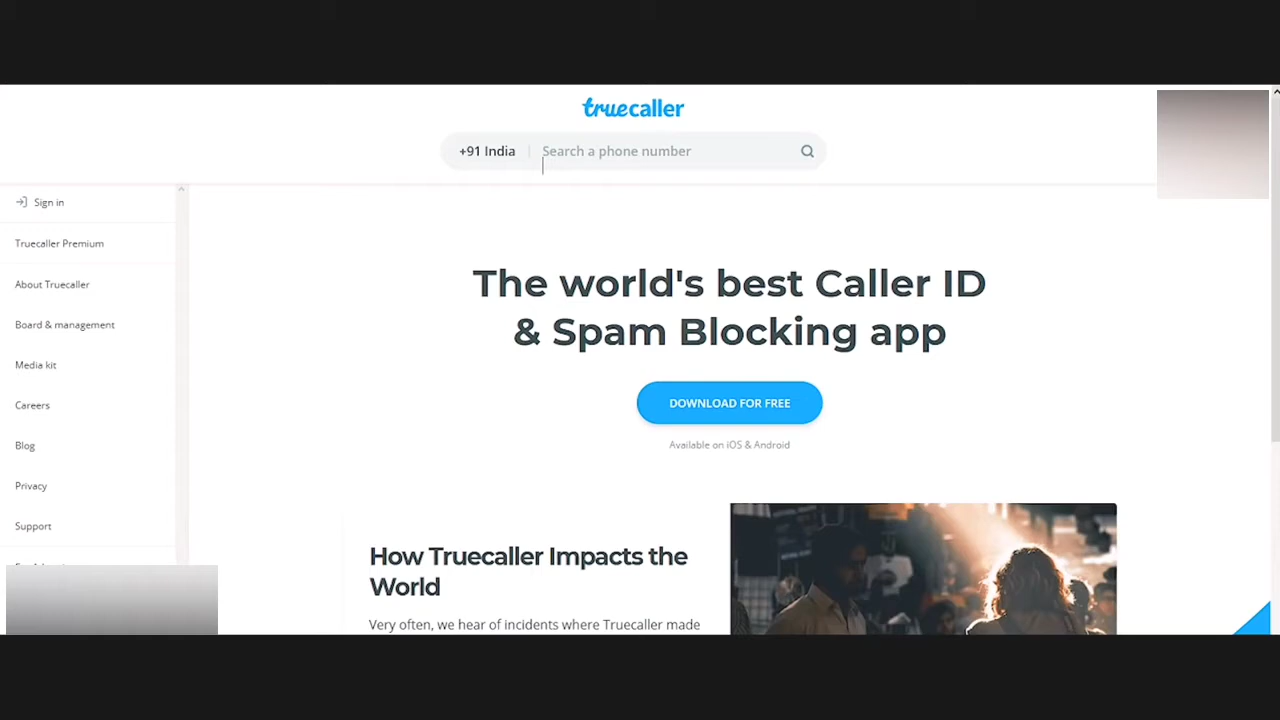 truecaller
+91 India
Search a phone number
Sign in
Truecaller Premium
About Truecaller
Board & management
Media kit
Careers
Blog
Privacy
Support
The world's best Caller ID
& Spam Blocking app
DOWNLOAD FOR FREE
Available on iOS & Android
How Truecaller Impacts the
World
Very often, we hear of incidents where Truecaller made